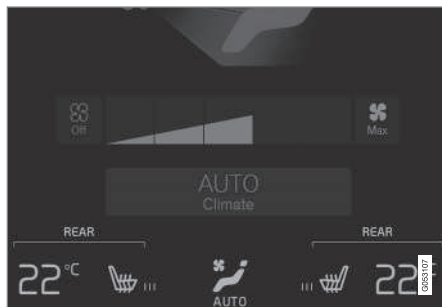 Off
Max
AUTO
Climate
REAR REAR
22°C 22°C
AUTO
G053107